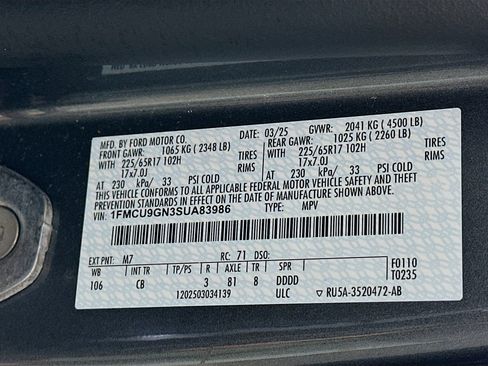 MFD. BY FORD MOTOR CO. 03/25 GVWR: 2041 KG ( 4500 LB)
FRONT GAWR: 1065 KG ( 2348 LB) REAR GAWR: 1025 KG ( 2260 LB)
WITH 225/65R17 102H TIRES WITH 225/65R17 102H TIRES
17x7.0J RIMS 17x7.0J RIMS
AT 230 kPa/ 33 PSI COLD AT 230 kPa/ 33 PSI COLD
THIS VEHICLE CONFORMS TO ALL APPLICABLE FEDERAL MOTOR VEHICLE SAFETY AND THEFT
PREVENTION STANDARDS IN EFFECT ON THE DATE OF MANUFACTURE SHOWN ABOVE.
VIN: 1FMCU9GN3SUA83986 TYPE: MPV
EXT PNT: M7 RC: 71 DSO: F0110
WB INT TR TP/PS R AXLE TR SPR T0235
106 CB 3 81 8 DDDD
1202503034139 ULC ▽ RU5A-3520472-AB